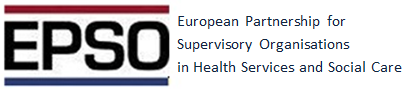 EPSO
European Partnership for
Supervisory Organisations
in Health Services and Social Care